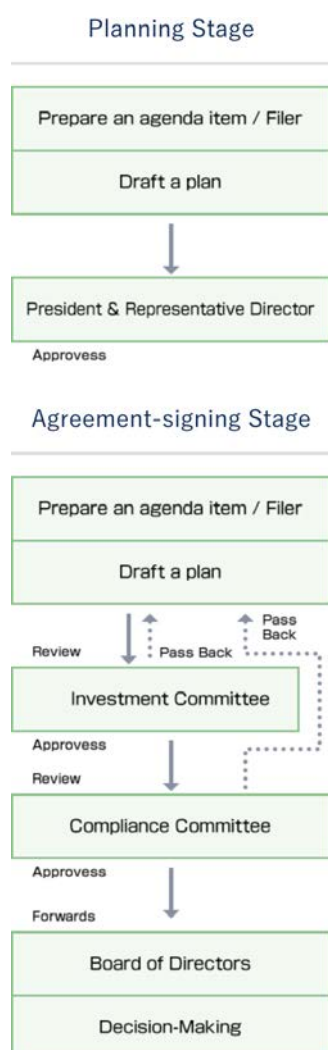 Planning Stage
Prepare an agenda item / Filer
Draft a plan
President & Representative Director
Approvess
Agreement-signing Stage
Prepare an agenda item / Filer
Draft a plan
Pass
Back
Review
Pass Back
Investment Committee
Approvess
Review
Compliance Committee
Approvess
Forwards
Board of Directors
Decision-Making